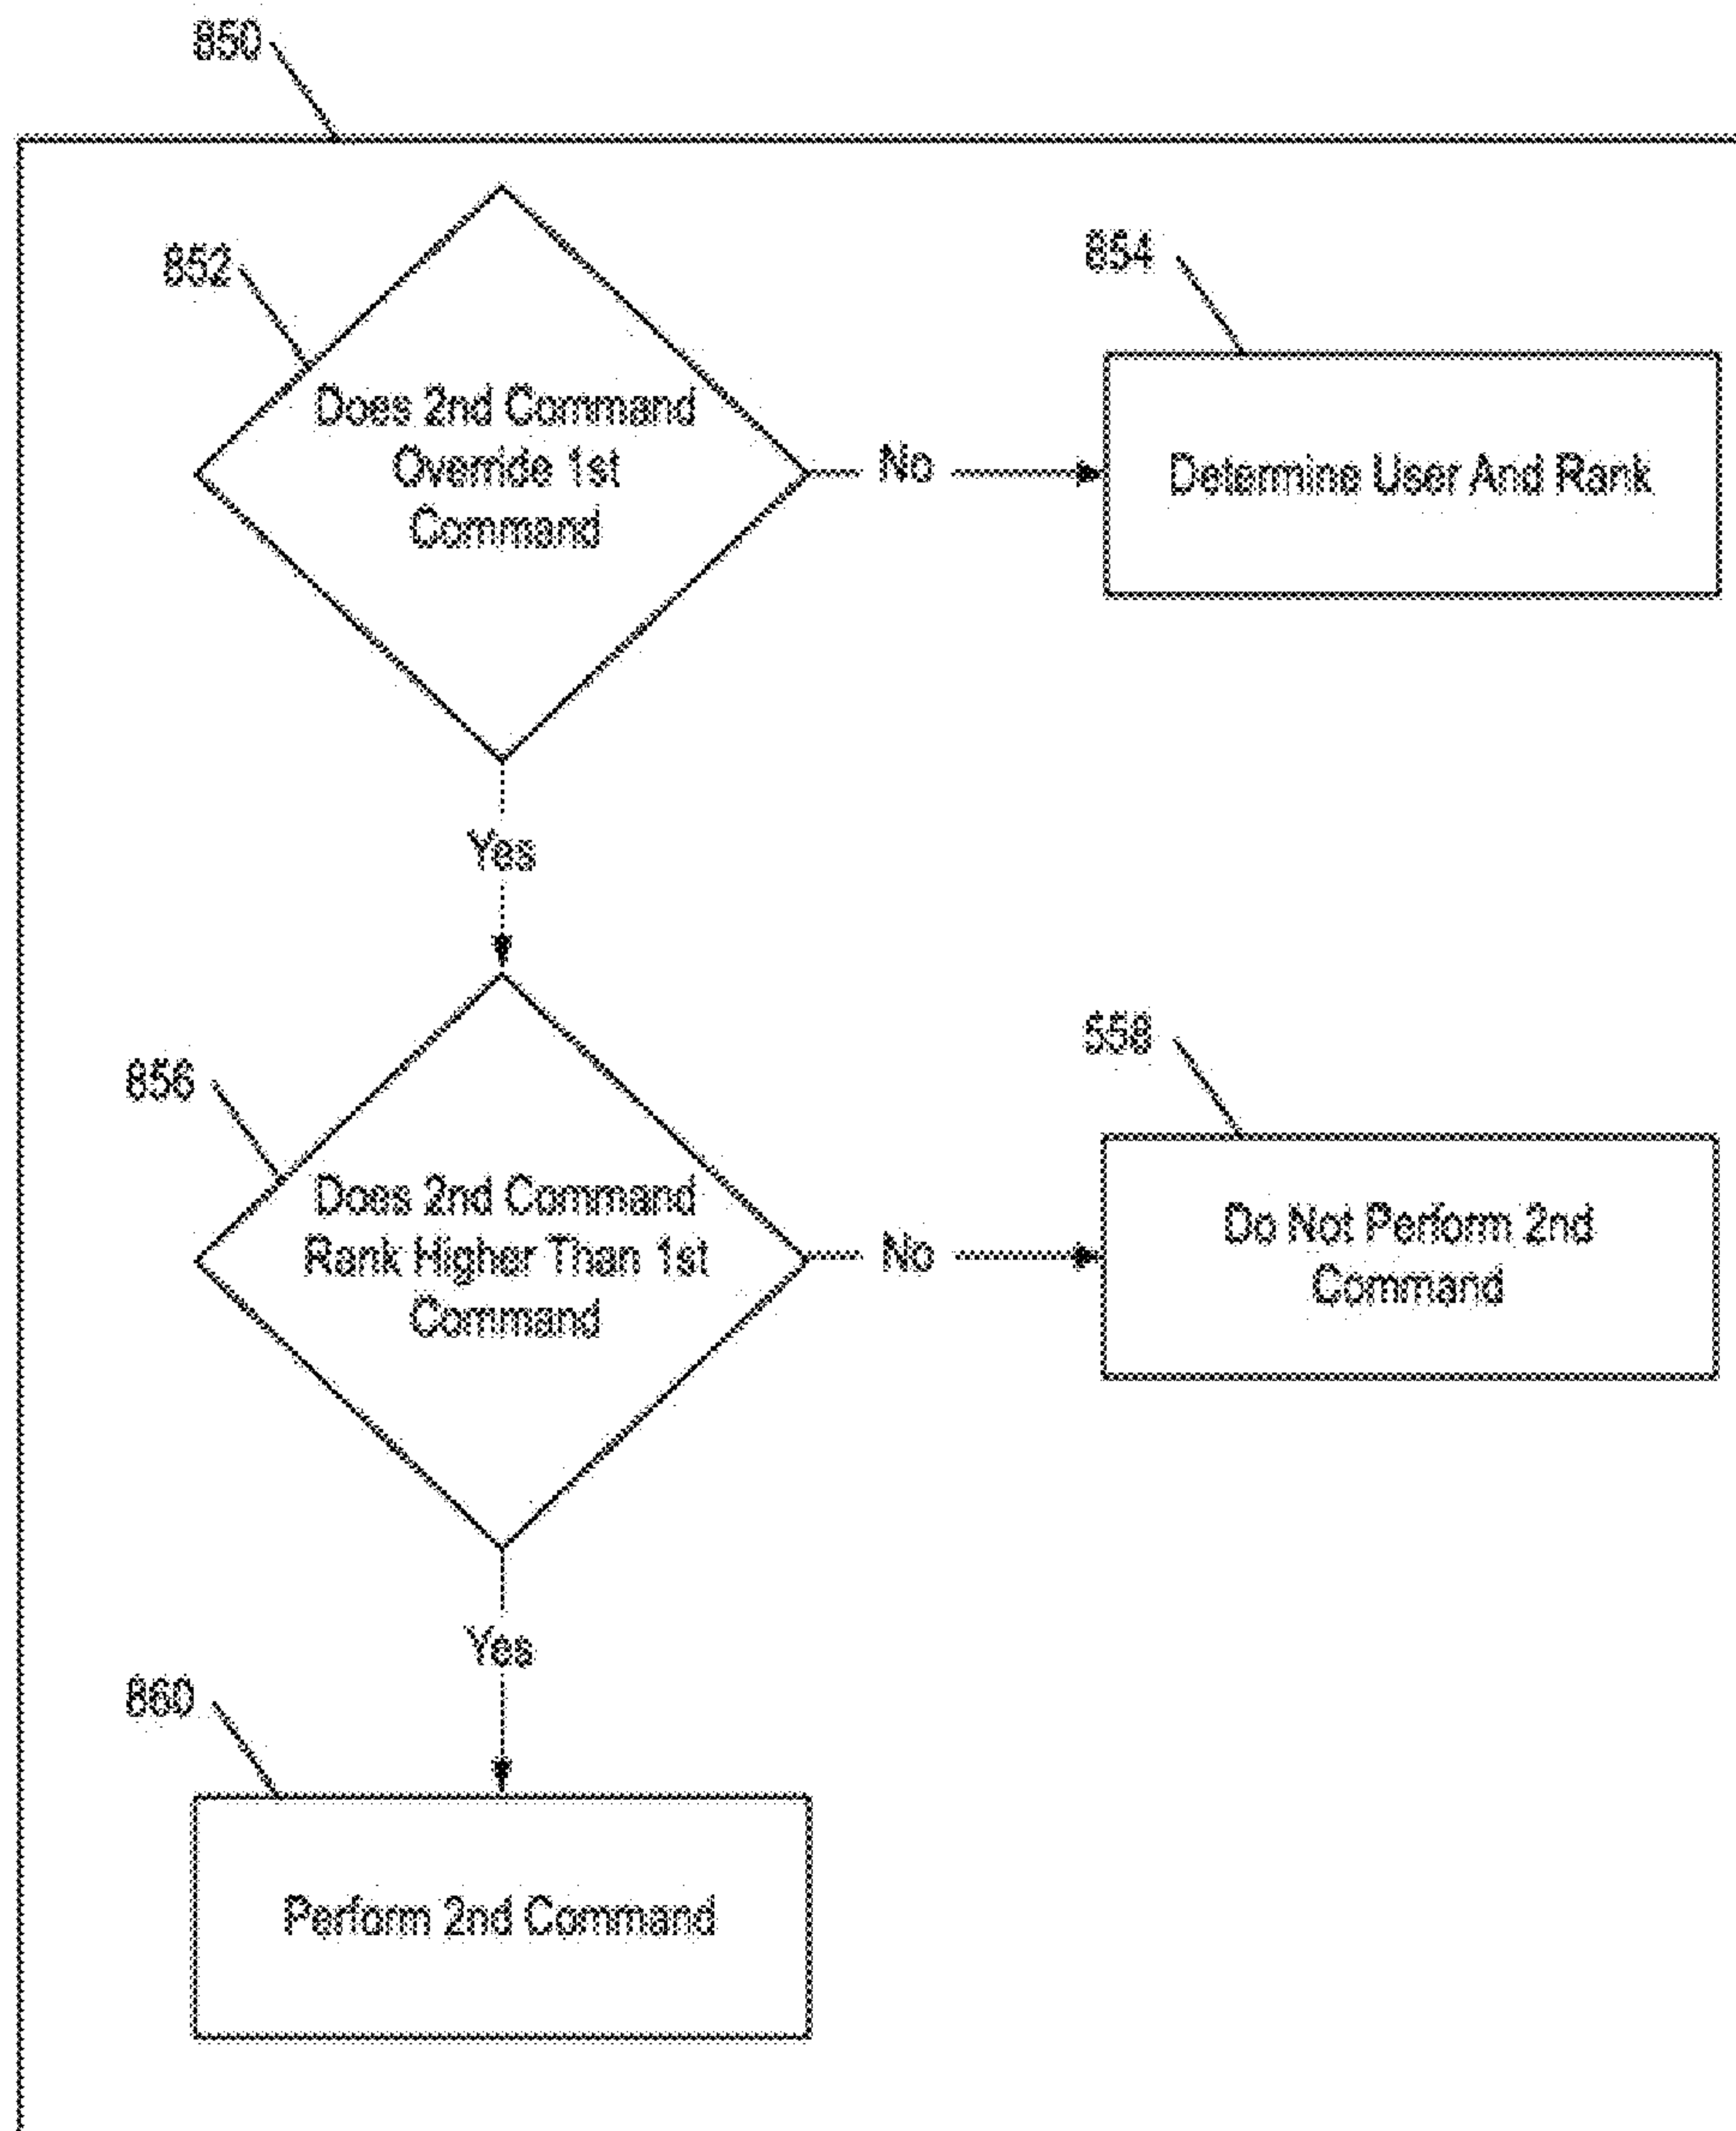 850
852
Does 2nd Command
Override 1st
Command
No
854
Determine User And Rank
Yes
856
Does 2nd Command
Rank Higher Than 1st
Command
No
558
Do Not Perform 2nd
Command
Yes
860
Perform 2nd Command